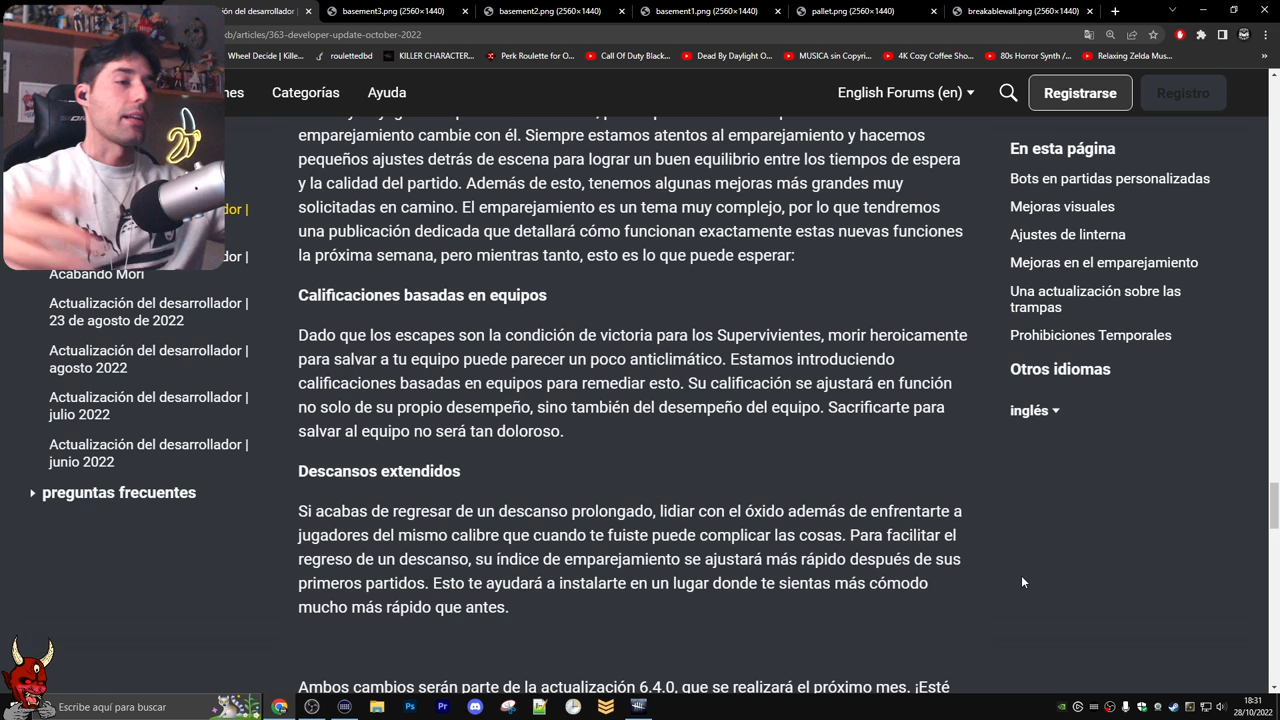 developer-update-october-2022
basement3.png (2560×1440)
basement2.png (2560×1440)
basement1.png (2560×1440)
pallet.png (2560×1440)
breakablewall.png (2560×1440)
kb/articles/363-developer-update-october-2022
Wheel Decide | Kille...
roulettedbd
KILLER CHARACTER...
Perk Roulette for O...
Call Of Duty Black...
Dead By Daylight O...
MUSICA sin Copyri...
4K Cozy Coffee Sho...
80s Horror Synth /...
Relaxing Zelda Mus...
nes
Categorías
Ayuda
English Forums (en)
Registrarse
Registro
dor |
dor |
Acabando Mori
Actualización del desarrollador |
23 de agosto de 2022
Actualización del desarrollador |
agosto 2022
Actualización del desarrollador |
julio 2022
Actualización del desarrollador |
junio 2022
preguntas frecuentes
emparejamiento cambie con él. Siempre estamos atentos al emparejamiento y hacemos
pequeños ajustes detrás de escena para lograr un buen equilibrio entre los tiempos de espera
y la calidad del partido. Además de esto, tenemos algunas mejoras más grandes muy
solicitadas en camino. El emparejamiento es un tema muy complejo, por lo que tendremos
una publicación dedicada que detallará cómo funcionan exactamente estas nuevas funciones
la próxima semana, pero mientras tanto, esto es lo que puede esperar:
Calificaciones basadas en equipos
Dado que los escapes son la condición de victoria para los Supervivientes, morir heroicamente
para salvar a tu equipo puede parecer un poco anticlimático. Estamos introduciendo
calificaciones basadas en equipos para remediar esto. Su calificación se ajustará en función
no solo de su propio desempeño, sino también del desempeño del equipo. Sacrificarte para
salvar al equipo no será tan doloroso.
Descansos extendidos
Si acabas de regresar de un descanso prolongado, lidiar con el óxido además de enfrentarte a
jugadores del mismo calibre que cuando te fuiste puede complicar las cosas. Para facilitar el
regreso de un descanso, su índice de emparejamiento se ajustará más rápido después de sus
primeros partidos. Esto te ayudará a instalarte en un lugar donde te sientas más cómodo
mucho más rápido que antes.
Ambos cambios serán parte de la actualización 6.4.0, que se realizará el próximo mes. ¡Esté
En esta página
Bots en partidas personalizadas
Mejoras visuales
Ajustes de linterna
Mejoras en el emparejamiento
Una actualización sobre las
trampas
Prohibiciones Temporales
Otros idiomas
inglés
Escribe aquí para buscar
18:31
28/10/2022